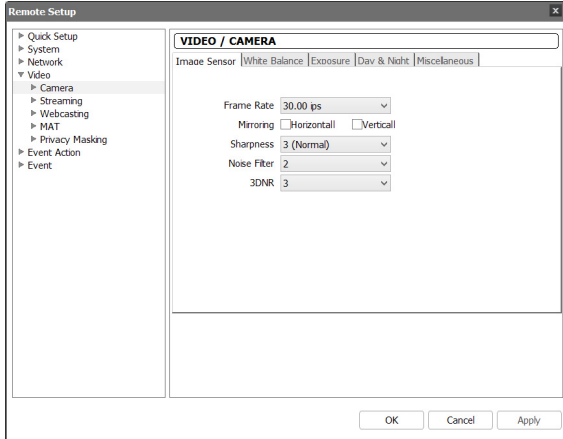 Remote Setup
x
Quick Setup
System
Network
Video
Camera
Streaming
Webcasting
MAT
Privacy Masking
Event Action
Event
VIDEO / CAMERA
Image Sensor White Balance Exposure Day & Night Miscellaneous
Frame Rate 30.00 ips
Mirroring Horizontall Verticall
Sharpness 3 (Normal)
Noise Filter 2
3DNR 3
OK Cancel Apply